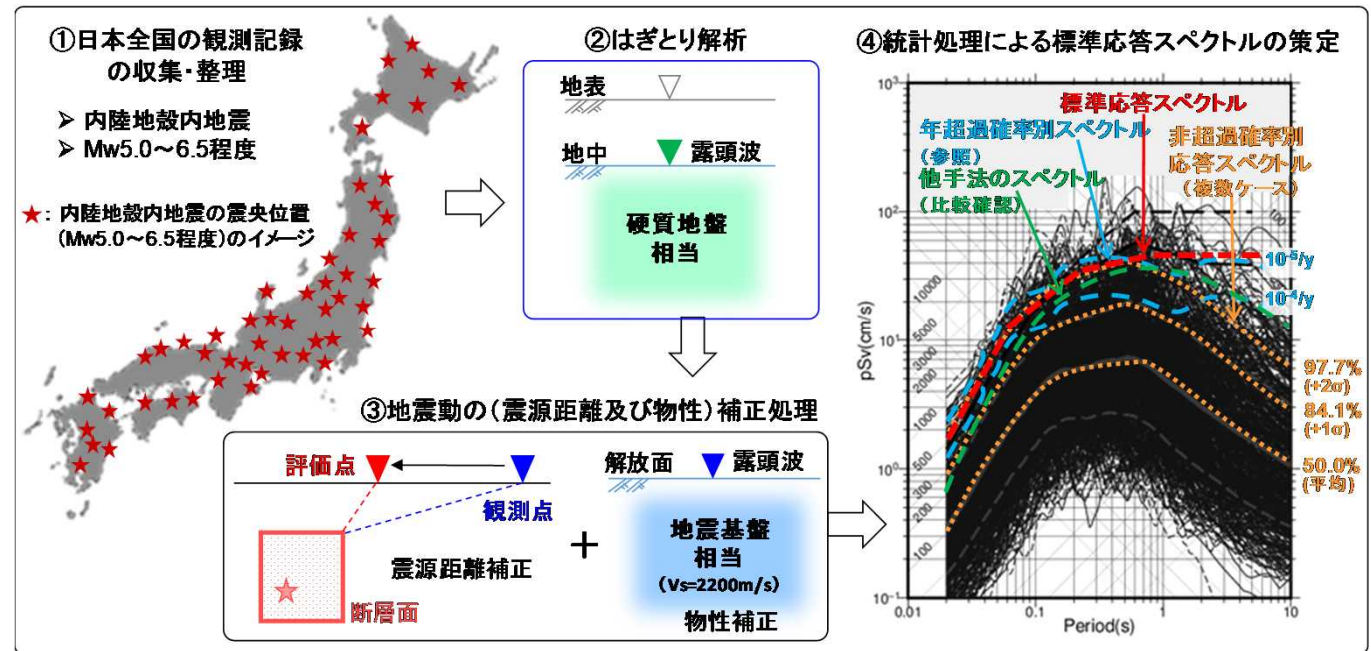 ①日本全国の観測記録
の収集・整理
➢ 内陸地殻内地震
➢ Mw5.0～6.5程度
★：内陸地殻内地震の震央位置
（Mw5.0～6.5程度）のイメージ
②はぎとり解析
地表
地中
露頭波
硬質地盤
相当
③地震動の（震源距離及び物性）補正処理
評価点
観測点
震源距離補正
断層面
＋
解放面
露頭波
地震基盤
相当
（Vs=2200m/s）
物性補正
④統計処理による標準応答スペクトルの策定
標準応答スペクトル
年超過確率別スペクトル
（参照）
他手法のスペクトル
（比較確認）
非超過確率別
応答スペクトル
（複数ケース）
10⁻⁵/y
10⁻⁴/y
97.7%
(+2σ)
84.1%
(+1σ)
50.0%
(平均)
pSv(cm/s)
10³
10²
10¹
10⁰
10⁻¹
10000
5000
3000
2000
1000
500
300
200
100
100
0.01
0.1
1
10
Period(s)